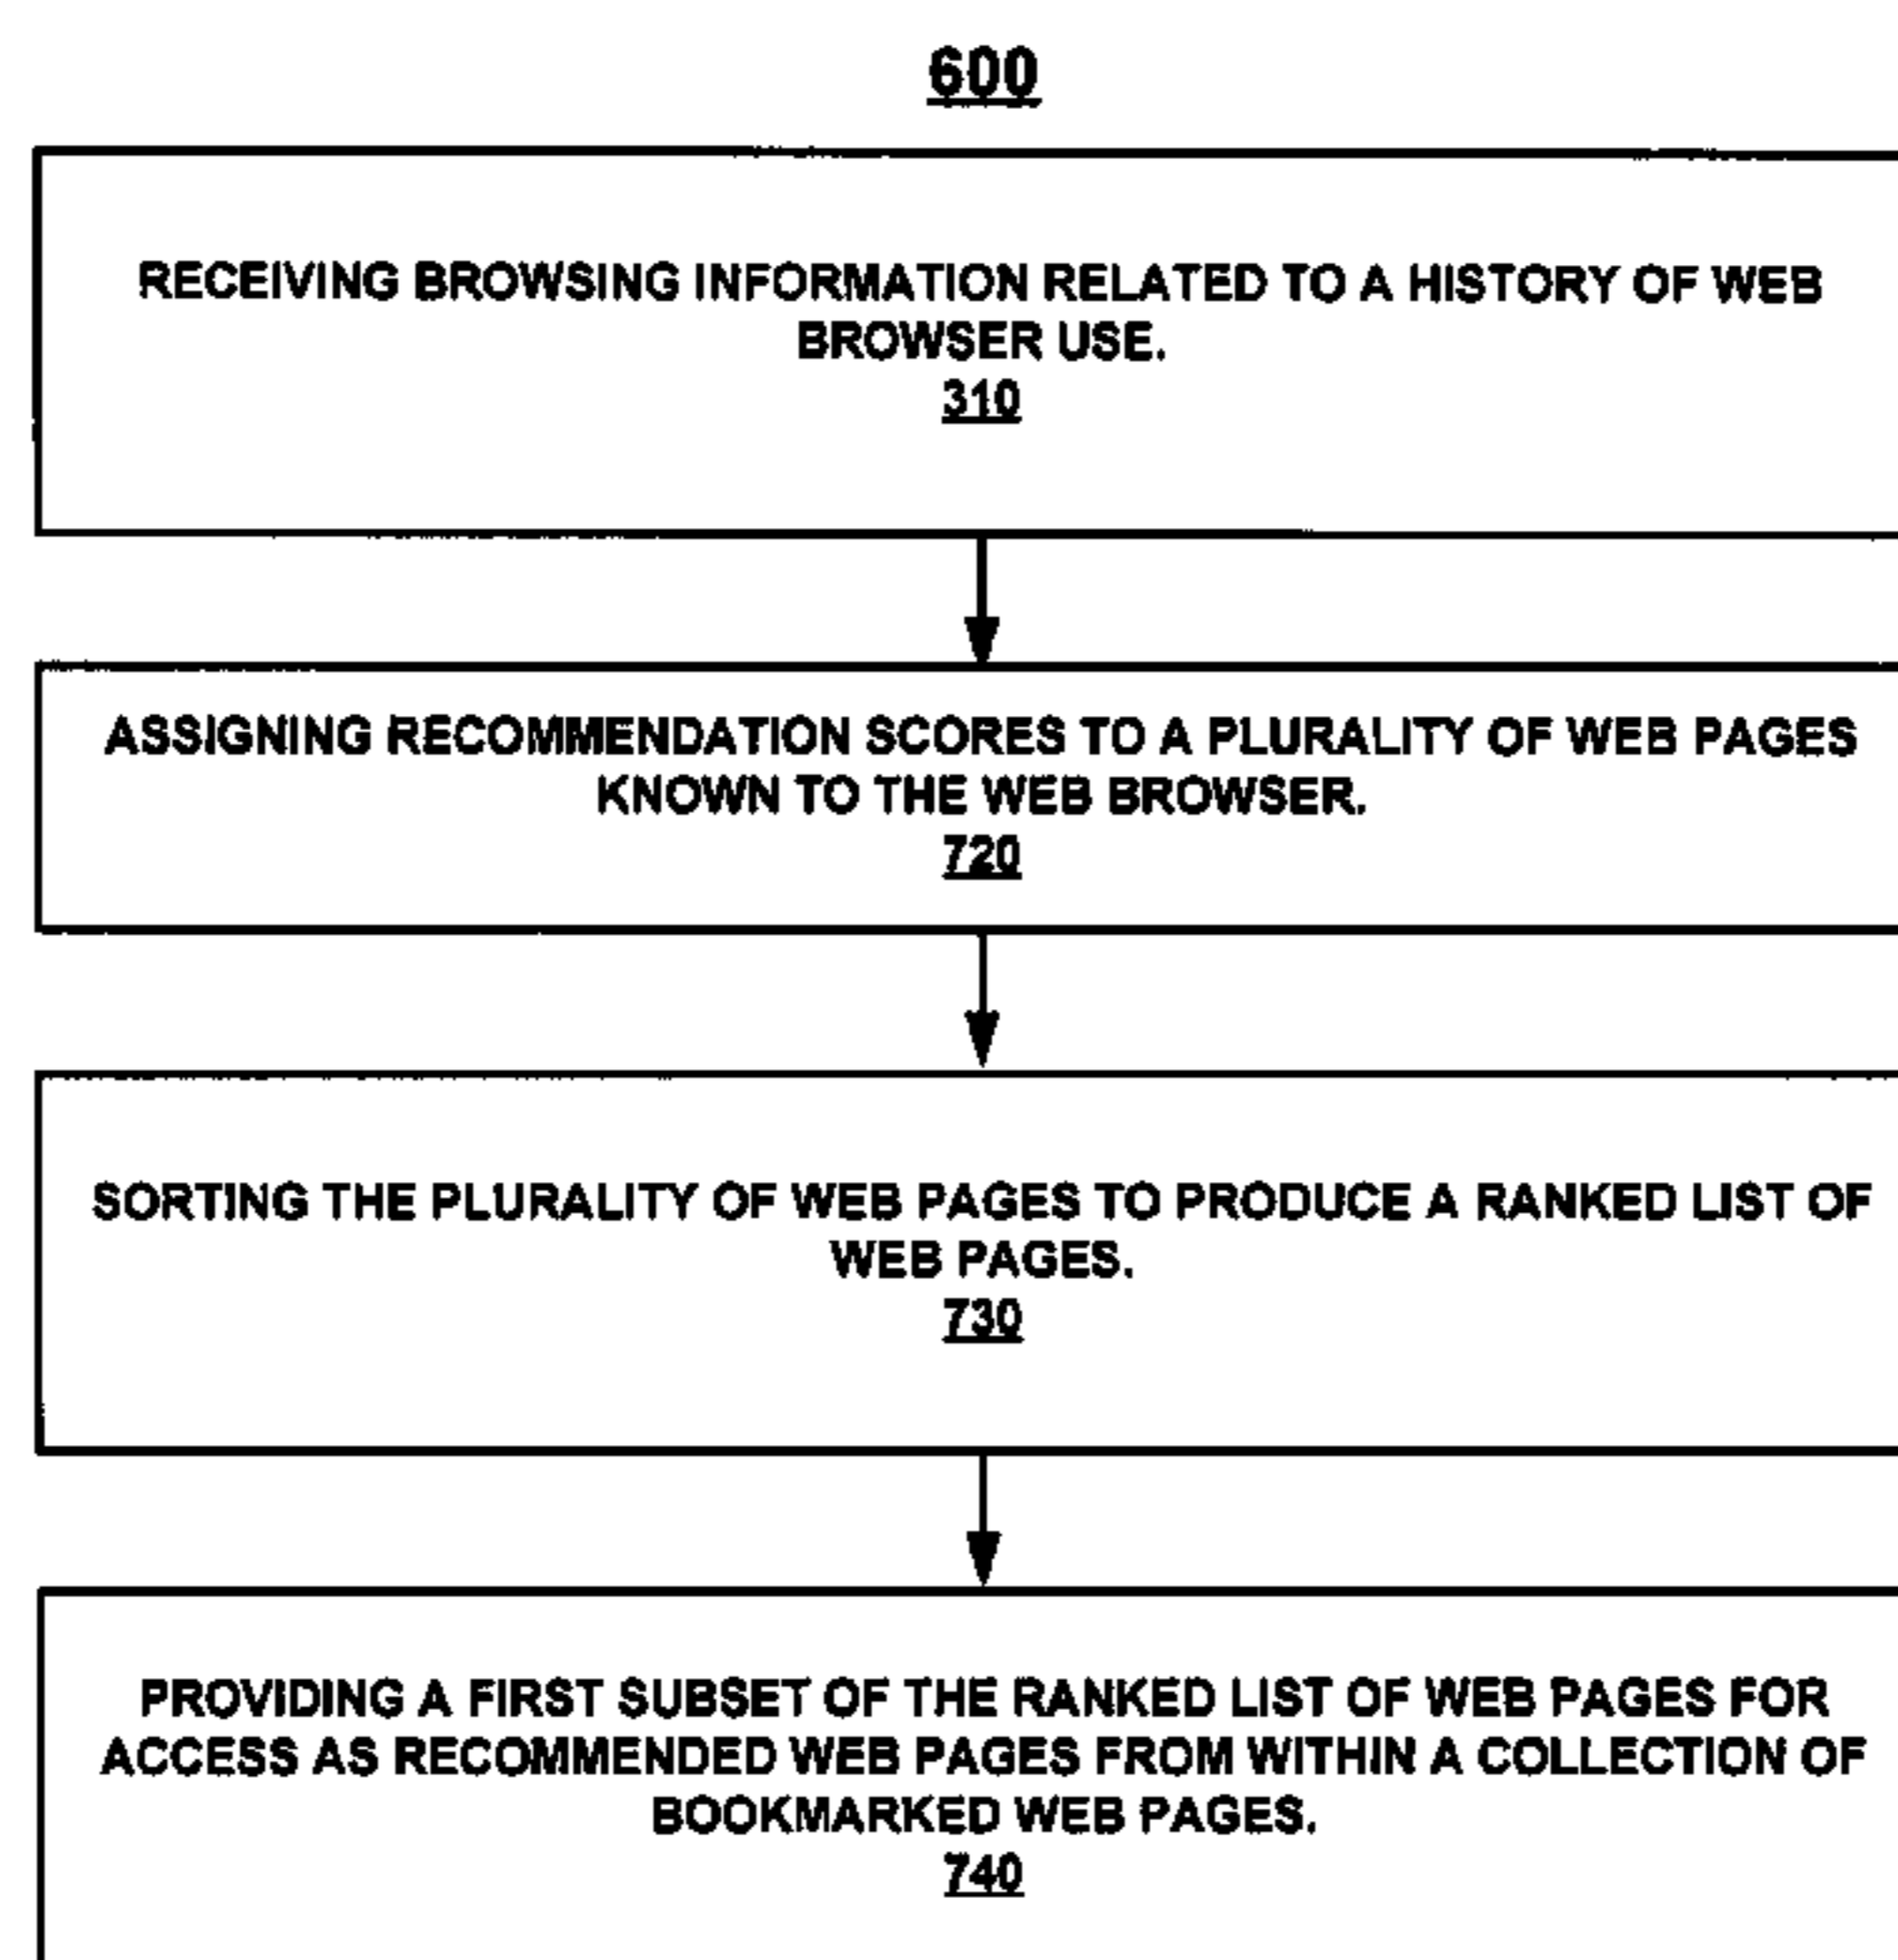 600
RECEIVING BROWSING INFORMATION RELATED TO A HISTORY OF WEB
BROWSER USE.
310
ASSIGNING RECOMMENDATION SCORES TO A PLURALITY OF WEB PAGES
KNOWN TO THE WEB BROWSER.
720
SORTING THE PLURALITY OF WEB PAGES TO PRODUCE A RANKED LIST OF
WEB PAGES.
730
PROVIDING A FIRST SUBSET OF THE RANKED LIST OF WEB PAGES FOR
ACCESS AS RECOMMENDED WEB PAGES FROM WITHIN A COLLECTION OF
BOOKMARKED WEB PAGES.
740